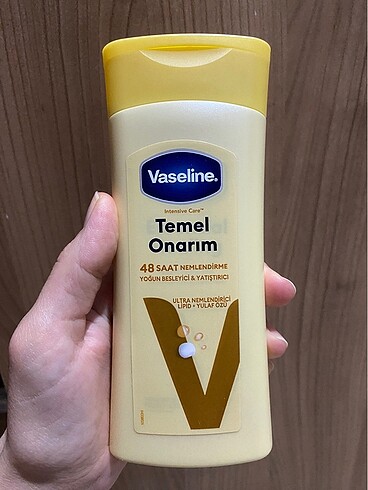 Vaseline.
Intensive Care™
Temel
Onarım
48 SAAT NEMLENDİRME
YOĞUN BESLEYİCİ & YATIŞTIRICI
ULTRA NEMLENDİRİCİ
LİPİD + YULAF ÖZÜ